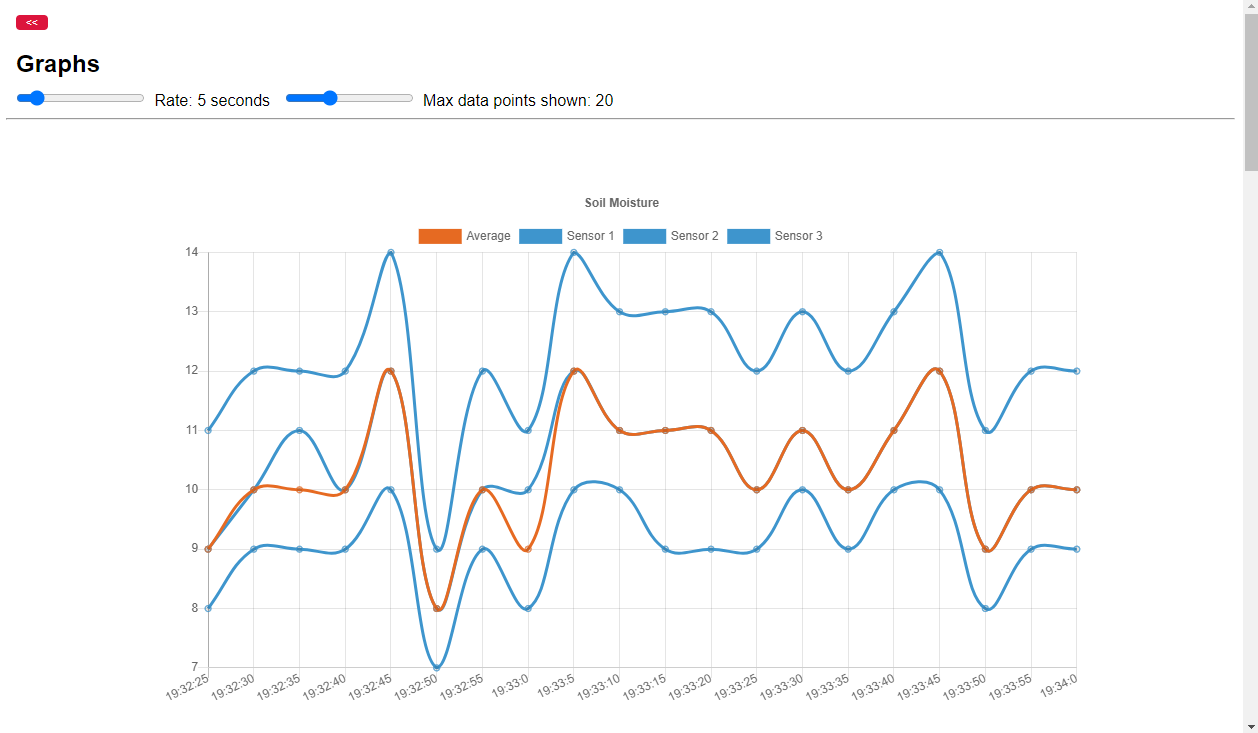 <<
Graphs
Rate: 5 seconds Max data points shown: 20
Soil Moisture
Average Sensor 1 Sensor 2 Sensor 3
14
13
12
11
10
9
8
7
19:32:25 19:32:30 19:32:35 19:32:40 19:32:45 19:32:50 19:32:55 19:33:0 19:33:5 19:33:10 19:33:15 19:33:20 19:33:25 19:33:30 19:33:35 19:33:40 19:33:45 19:33:50 19:33:55 19:34:0